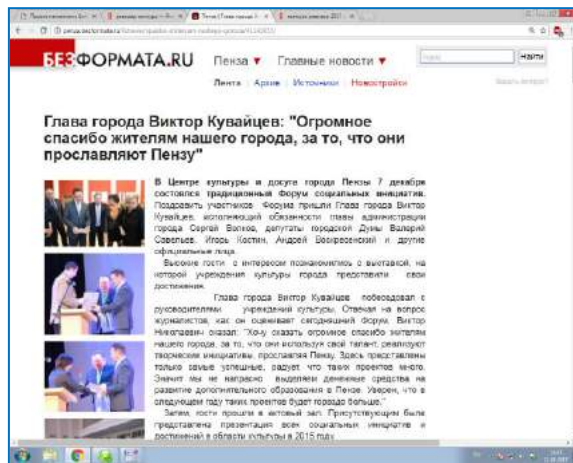 penza.bezformata.ru
БЕЗФОРМАТА.RU
Пенза ▼ Главные новости ▼
Найти
Лента Архив Источники Новостройки
Глава города Виктор Кувайцев: "Огромное
спасибо жителям нашего города, за то, что они
прославляют Пензу"
В Центре культуры и досуга города Пензы 7 декабря
состоялся традиционный Форум социальных инициатив.
Поздравить участников Форума пришли Глава города Виктор
Кувайцев, исполняющий обязанности главы администрации
города Сергей Волков, депутаты городской Думы Валерий
Савельев, Игорь Костин, Андрей Воскресенский и другие
официальные лица.
Высокие гости с интересом познакомились с выставкой, на
которой учреждения культуры города представили свои
достижения.
Глава города Виктор Кувайцев побеседовал с
руководителями учреждений культуры. Отвечая на вопрос
журналистов, как он оценивает сегодняшний Форум, Виктор
Николаевич сказал: "Хочу сказать огромное спасибо жителям
нашего города, за то, что они используя свой талант, реализуют
творческие инициативы, прославляя Пензу. Здесь представлены
только самые успешные, радует, что таких проектов много.
Значит мы не напрасно выделяем денежные средства на
развитие дополнительного образования в Пензе. Уверен, что в
следующем году таких проектов будет гораздо больше."
Затем, гости прошли в актовый зал. Присутствующим была
представлена презентация всех социальных инициатив и
достижений в области культуры в 2015 году.